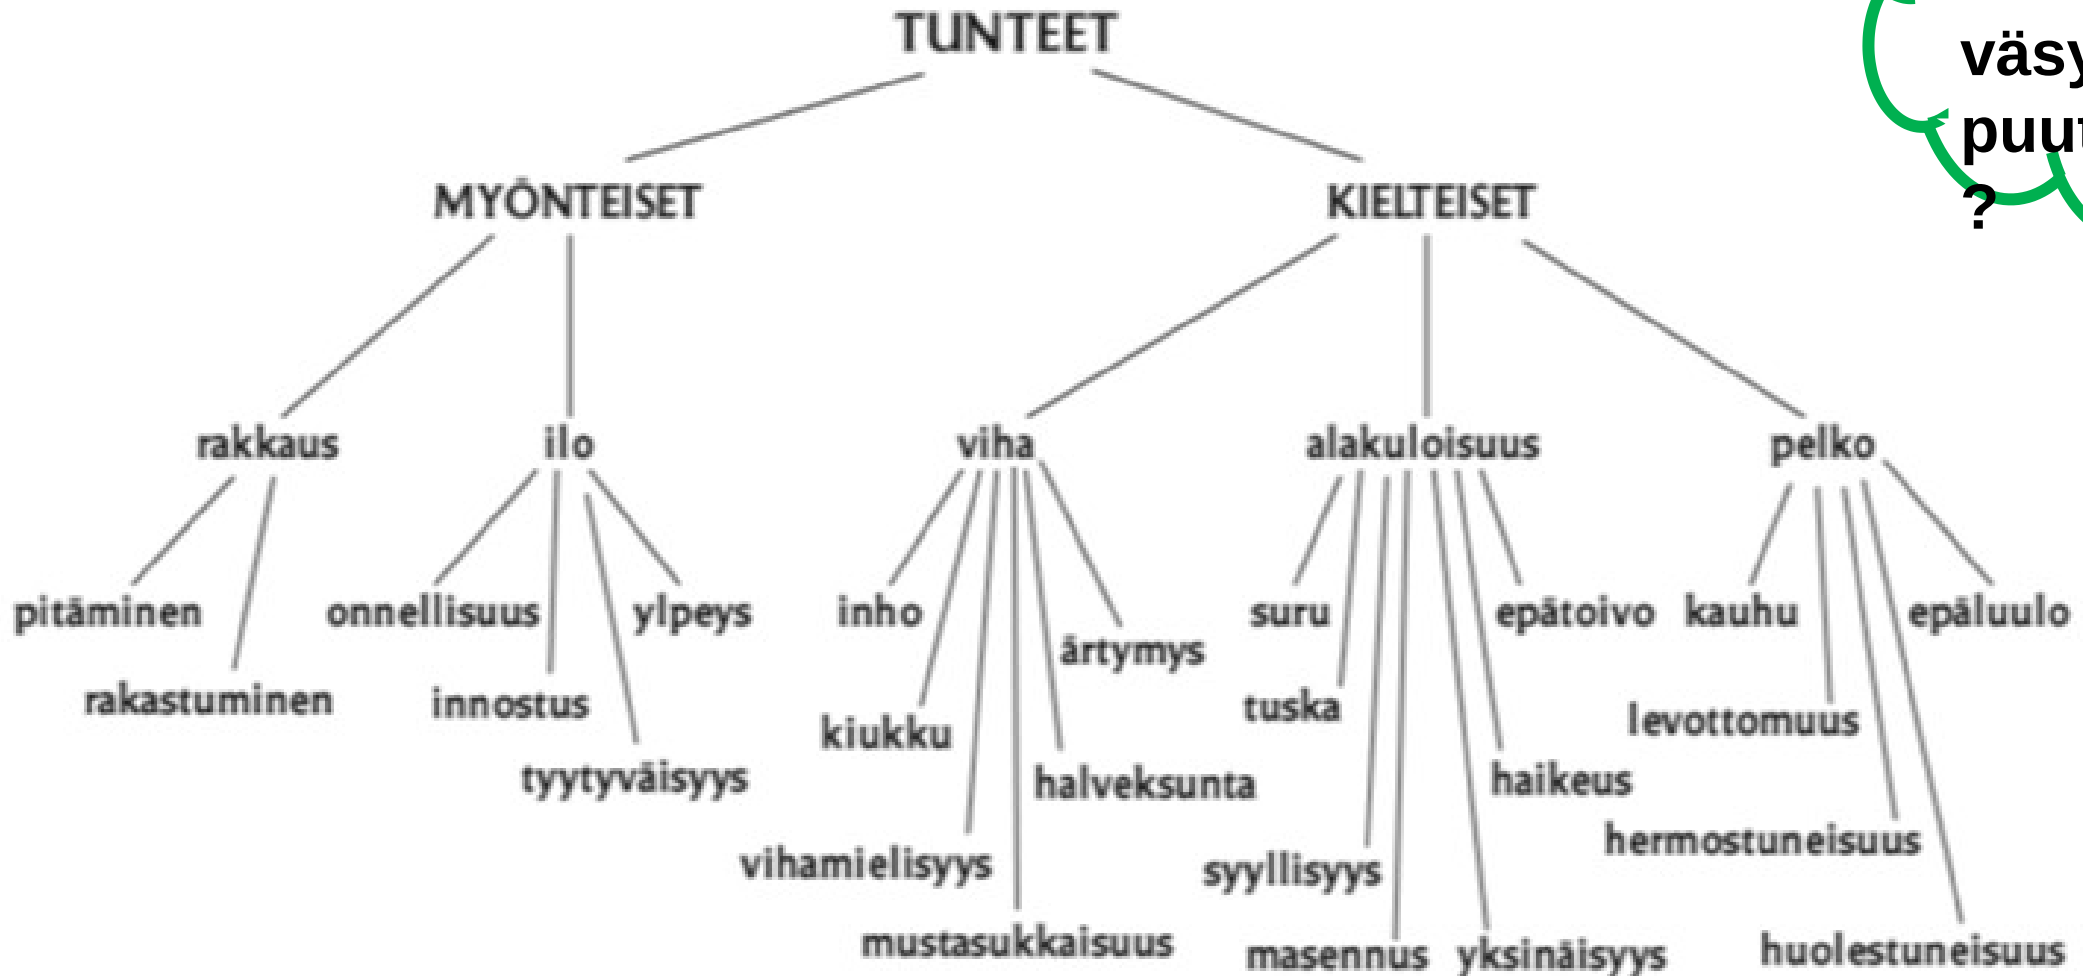 TUNTEET
MYÖNTEISET
KIELTEISET
rakkaus
ilo
viha
alakuloisuus
pelko
pitäminen
rakastuminen
onnellisuus
innostus
tyytyväisyys
ylpeys
inho
kiukku
vihamielisyys
mustasukkaisuus
halveksunta
ärtymys
suru
tuska
syyllisyys
masennus
yksinäisyys
haikeus
epätoivo
kauhu
levottomuus
hermostuneisuus
huolestuneisuus
epäluulo
väsy
puut
?